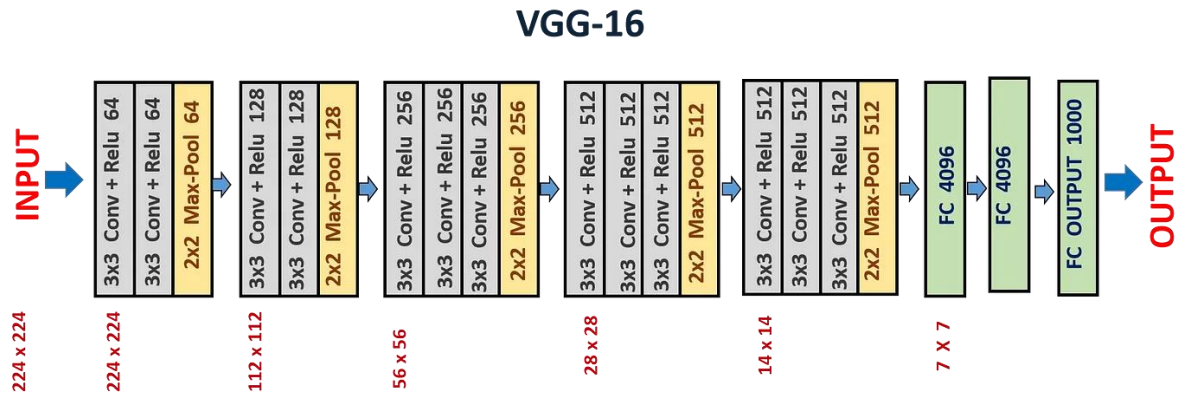 VGG-16
INPUT
3x3 Conv + Relu 64
3x3 Conv + Relu 64
2x2 Max-Pool 64
3x3 Conv + Relu 128
3x3 Conv + Relu 128
2x2 Max-Pool 128
3x3 Conv + Relu 256
3x3 Conv + Relu 256
3x3 Conv + Relu 256
2x2 Max-Pool 256
3x3 Conv + Relu 512
3x3 Conv + Relu 512
3x3 Conv + Relu 512
2x2 Max-Pool 512
3x3 Conv + Relu 512
3x3 Conv + Relu 512
3x3 Conv + Relu 512
2x2 Max-Pool 512
FC 4096
FC 4096
FC OUTPUT 1000
OUTPUT
224 x 224
224 x 224
112 x 112
56 x 56
28 x 28
14 x 14
7 X 7